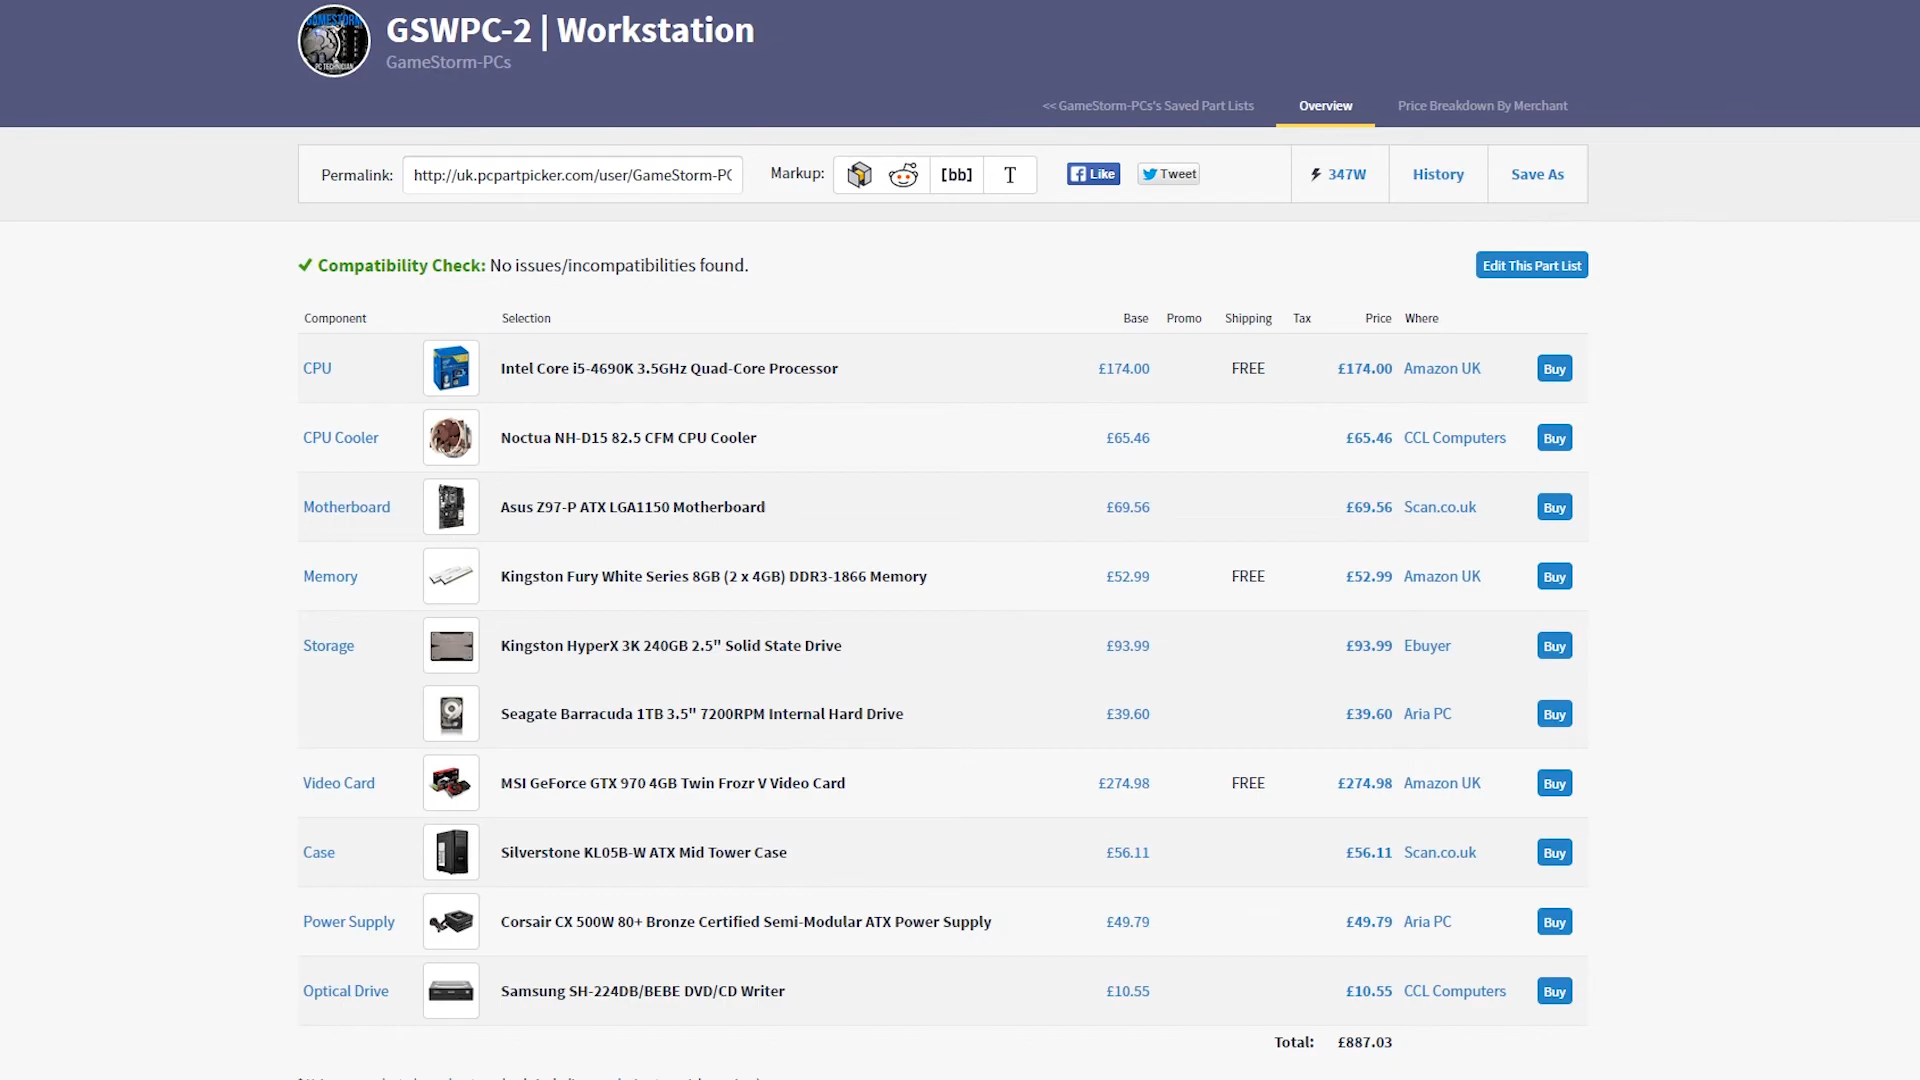 GAMESTORM
PC TECHNICIAN
GSWPC-2 | Workstation
GameStorm-PCs
<< GameStorm-PCs's Saved Part Lists Overview Price Breakdown By Merchant
Permalink: http://uk.pcpartpicker.com/user/GameStorm-PC Markup: [bb] T Like Tweet 347W History Save As
Compatibility Check: No issues/incompatibilities found. Edit This Part List
Component Selection Base Promo Shipping Tax Price Where
CPU Intel Core i5-4690K 3.5GHz Quad-Core Processor £174.00 FREE £174.00 Amazon UK Buy
CPU Cooler Noctua NH-D15 82.5 CFM CPU Cooler £65.46 £65.46 CCL Computers Buy
Motherboard Asus Z97-P ATX LGA1150 Motherboard £69.56 £69.56 Scan.co.uk Buy
Memory Kingston Fury White Series 8GB (2 x 4GB) DDR3-1866 Memory £52.99 FREE £52.99 Amazon UK Buy
Storage Kingston HyperX 3K 240GB 2.5" Solid State Drive £93.99 £93.99 Ebuyer Buy
Seagate Barracuda 1TB 3.5" 7200RPM Internal Hard Drive £39.60 £39.60 Aria PC Buy
Video Card MSI GeForce GTX 970 4GB Twin Frozr V Video Card £274.98 FREE £274.98 Amazon UK Buy
Case Silverstone KL05B-W ATX Mid Tower Case £56.11 £56.11 Scan.co.uk Buy
Power Supply Corsair CX 500W 80+ Bronze Certified Semi-Modular ATX Power Supply £49.79 £49.79 Aria PC Buy
Optical Drive Samsung SH-224DB/BEBE DVD/CD Writer £10.55 £10.55 CCL Computers Buy
Total: £887.03